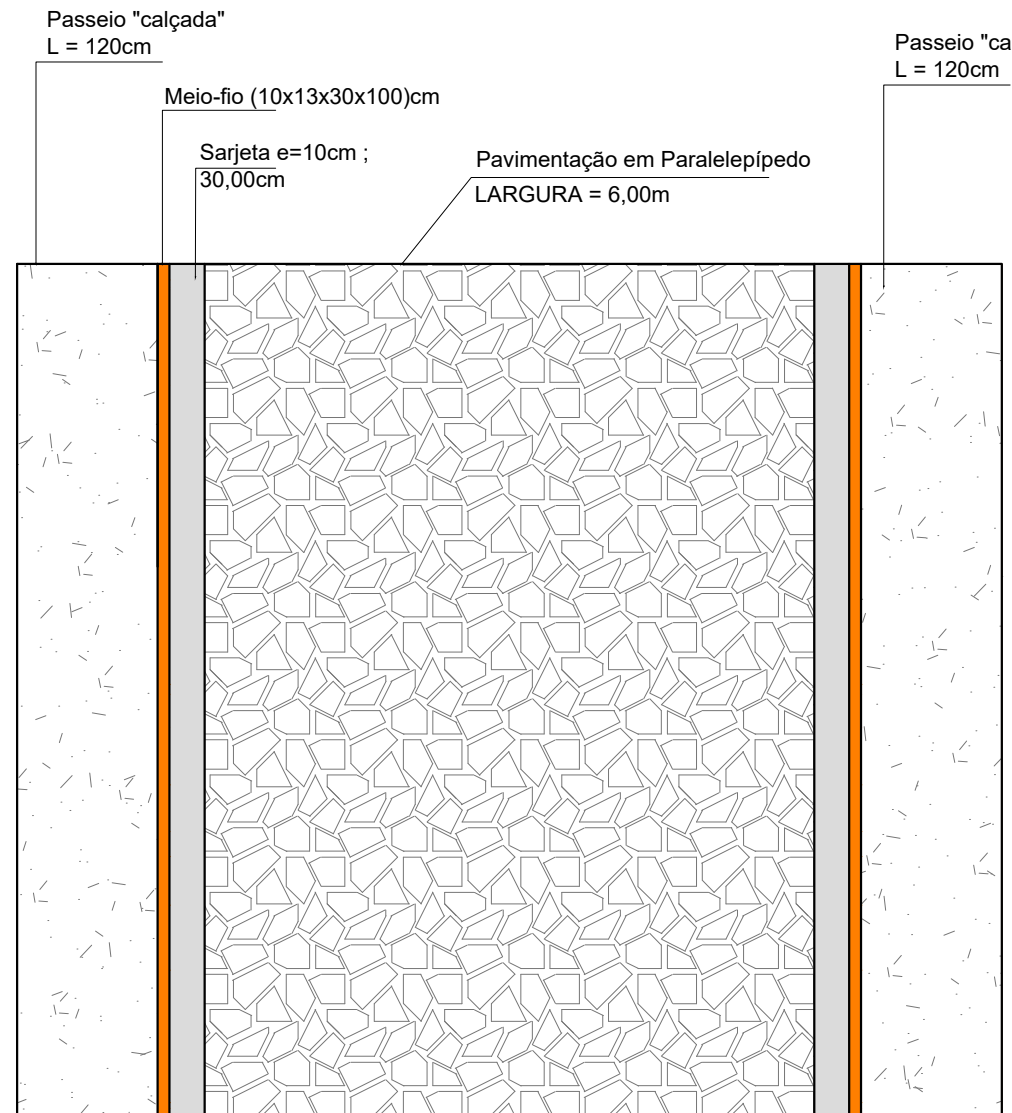 Passeio "calçada"
L = 120cm
Passeio "ca
L = 120cm
Meio-fio (10x13x30x100)cm
Sarjeta e=10cm ;
30,00cm
Pavimentação em Paralelepípedo
LARGURA = 6,00m